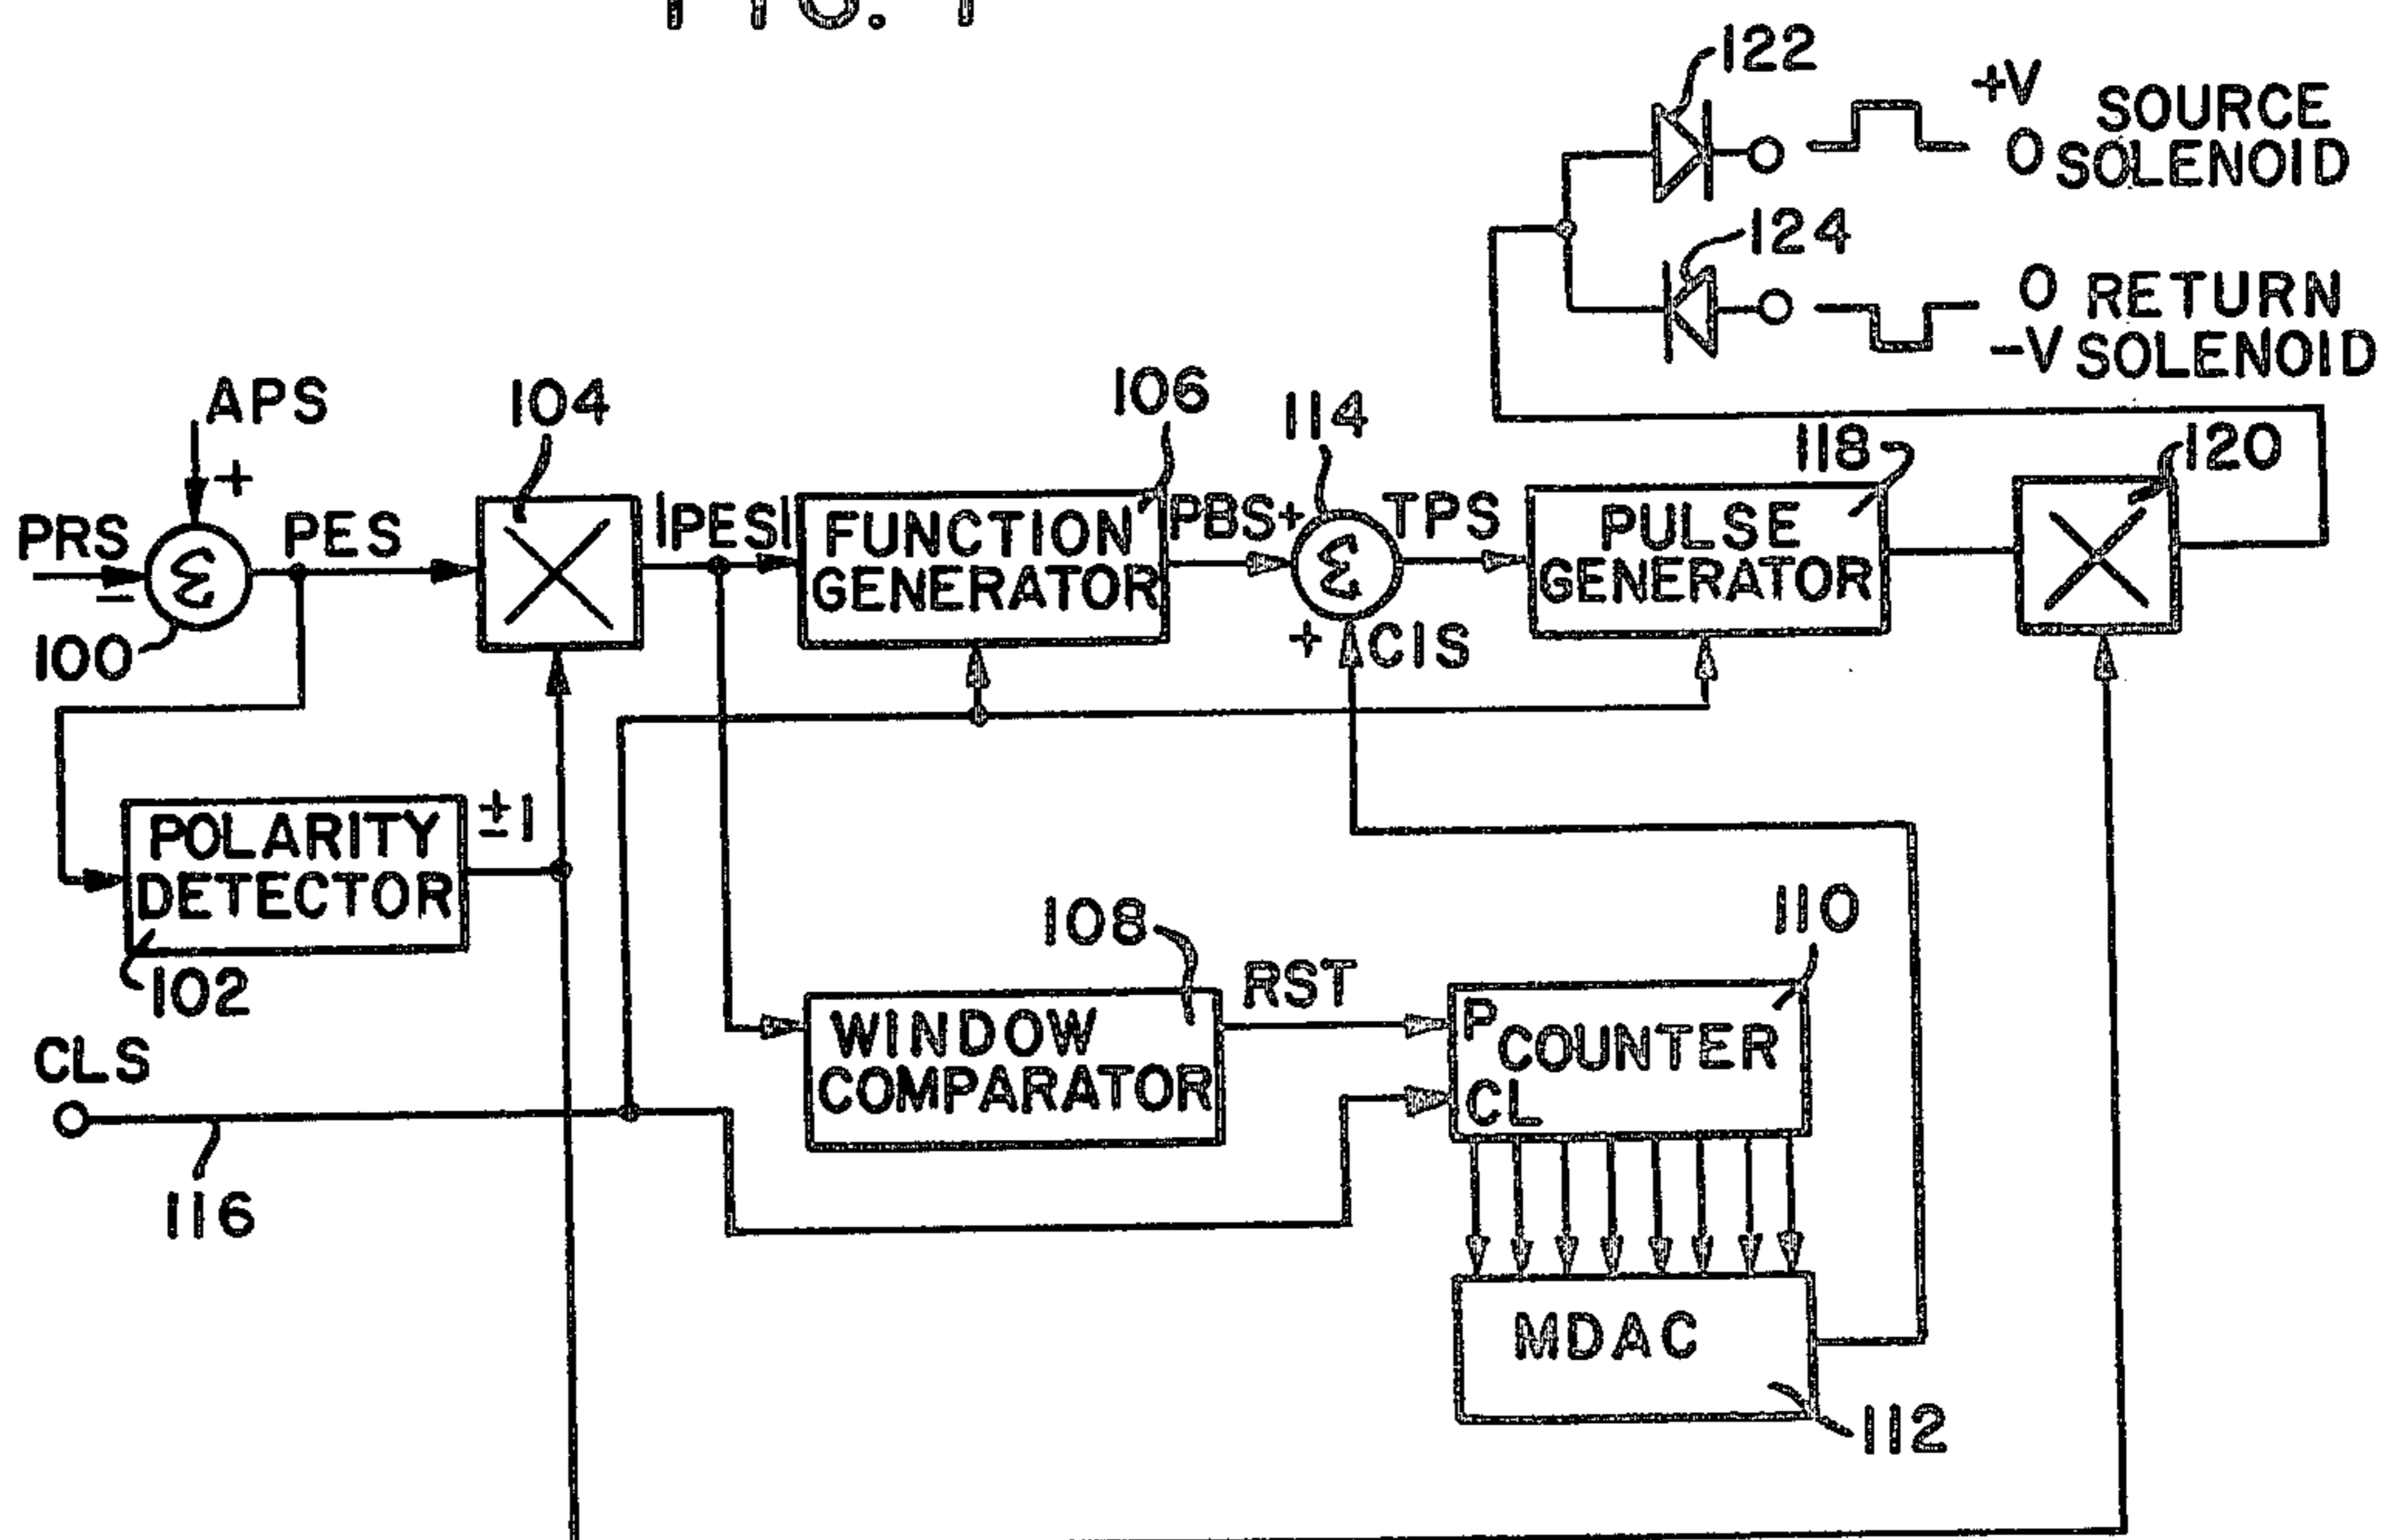 FIG. 1
122
+V SOURCE
0 SOLENOID
124
0 RETURN
-V SOLENOID
APS
+
PRS
-
Σ
100
PES
104
|PES|
106
FUNCTION
GENERATOR
PBS+
114
Σ
TPS
+
CIS
118
PULSE
GENERATOR
120
POLARITY
DETECTOR
±1
102
CLS
116
108
WINDOW
COMPARATOR
RST
110
P
COUNTER
CL
MDAC
112